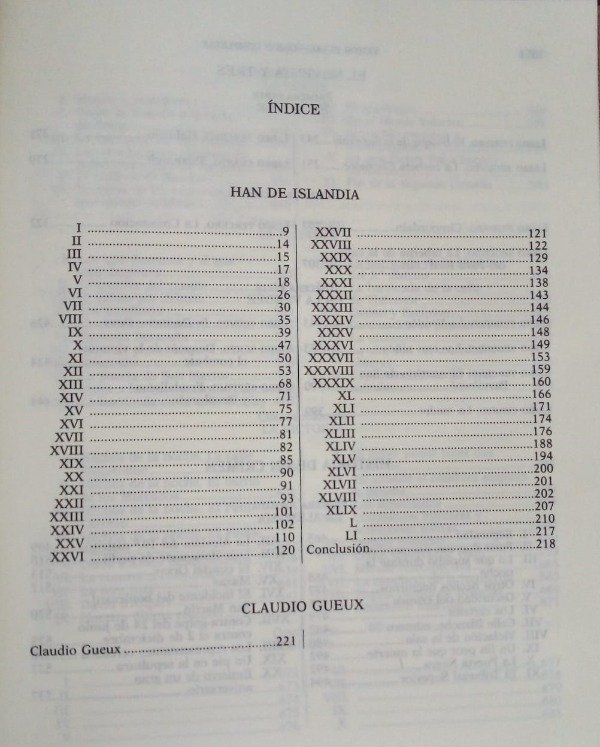 ÍNDICE
HAN DE ISLANDIA
I 9
II 14
III 15
IV 17
V 18
VI 26
VII 30
VIII 35
IX 39
X 47
XI 50
XII 53
XIII 68
XIV 71
XV 75
XVI 77
XVII 81
XVIII 82
XIX 85
XX 90
XXI 91
XXII 93
XXIII 101
XXIV 102
XXV 110
XXVI 120
XXVII 121
XXVIII 122
XXIX 129
XXX 134
XXXI 138
XXXII 143
XXXIII 144
XXXIV 146
XXXV 148
XXXVI 149
XXXVII 153
XXXVIII 159
XXXIX 160
XL 166
XLI 171
XLII 174
XLIII 176
XLIV 188
XLV 194
XLVI 200
XLVII 201
XLVIII 202
XLIX 207
L 210
LI 217
Conclusión 218
CLAUDIO GUEUX
Claudio Gueux 221